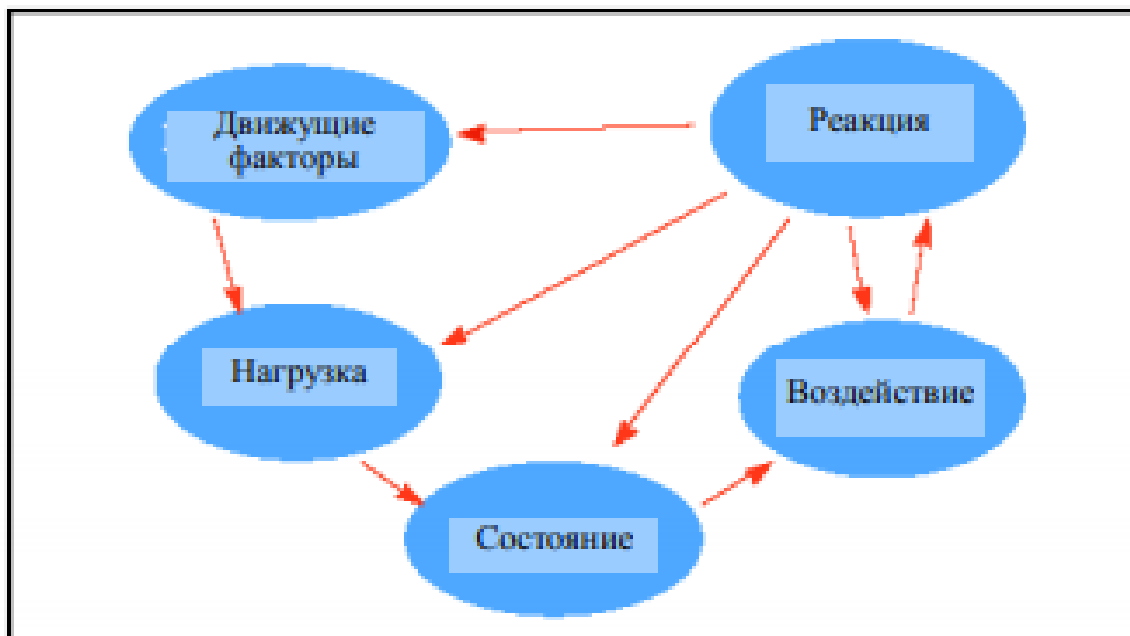 Движущие
факторы
Реакция
Нагрузка
Воздействие
Состояние